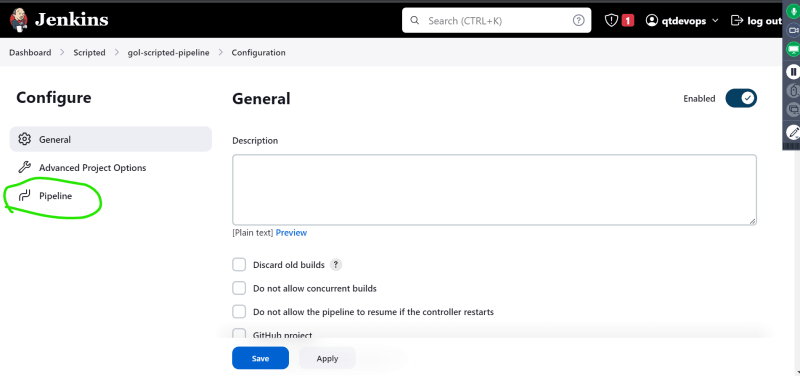 Jenkins
Search (CTRL+K)
?
1
qtdevops
log out
Dashboard > Scripted > gol-scripted-pipeline > Configuration
Configure
General
Advanced Project Options
Pipeline
General
Enabled
Description
[Plain text] Preview
Discard old builds ?
Do not allow concurrent builds
Do not allow the pipeline to resume if the controller restarts
GitHub project
Save
Apply